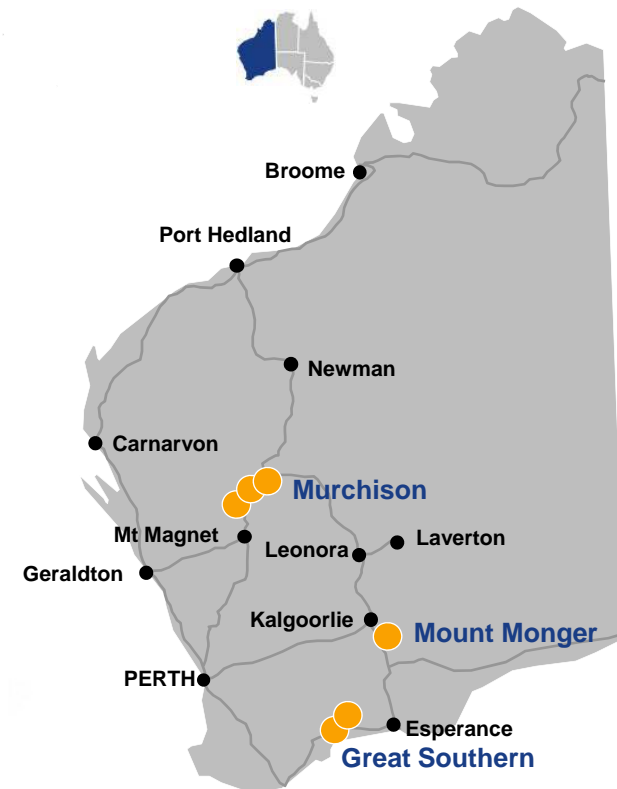 Broome
Port Hedland
Newman
Carnarvon
Murchison
Mt Magnet
Leonora
Laverton
Geraldton
Kalgoorlie
Mount Monger
PERTH
Esperance
Great Southern